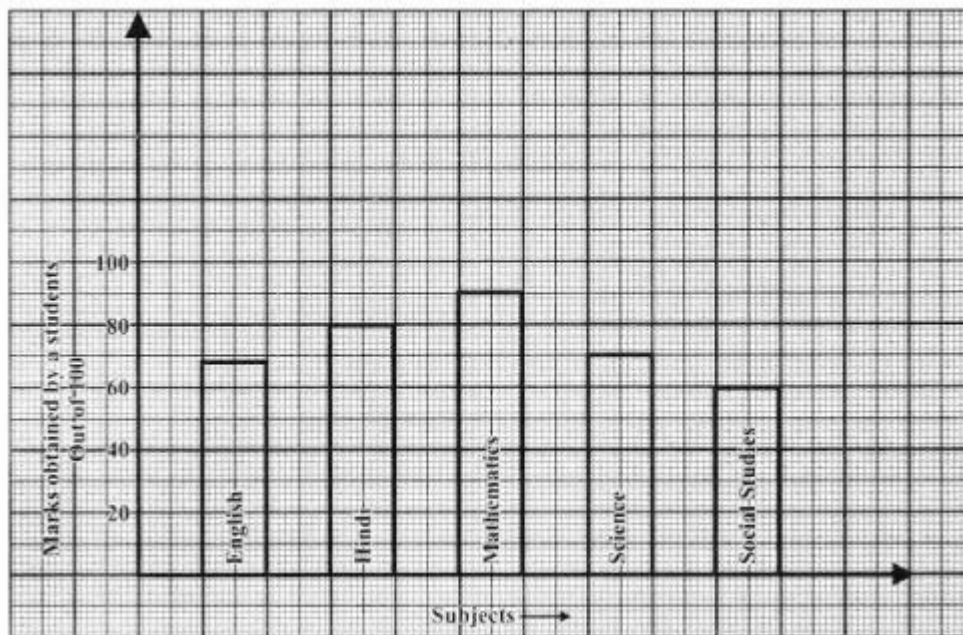 Marks obtained by a students
Out of 100
100
80
60
40
20
English
Hindi
Mathematics
Science
Social Studies
Subjects